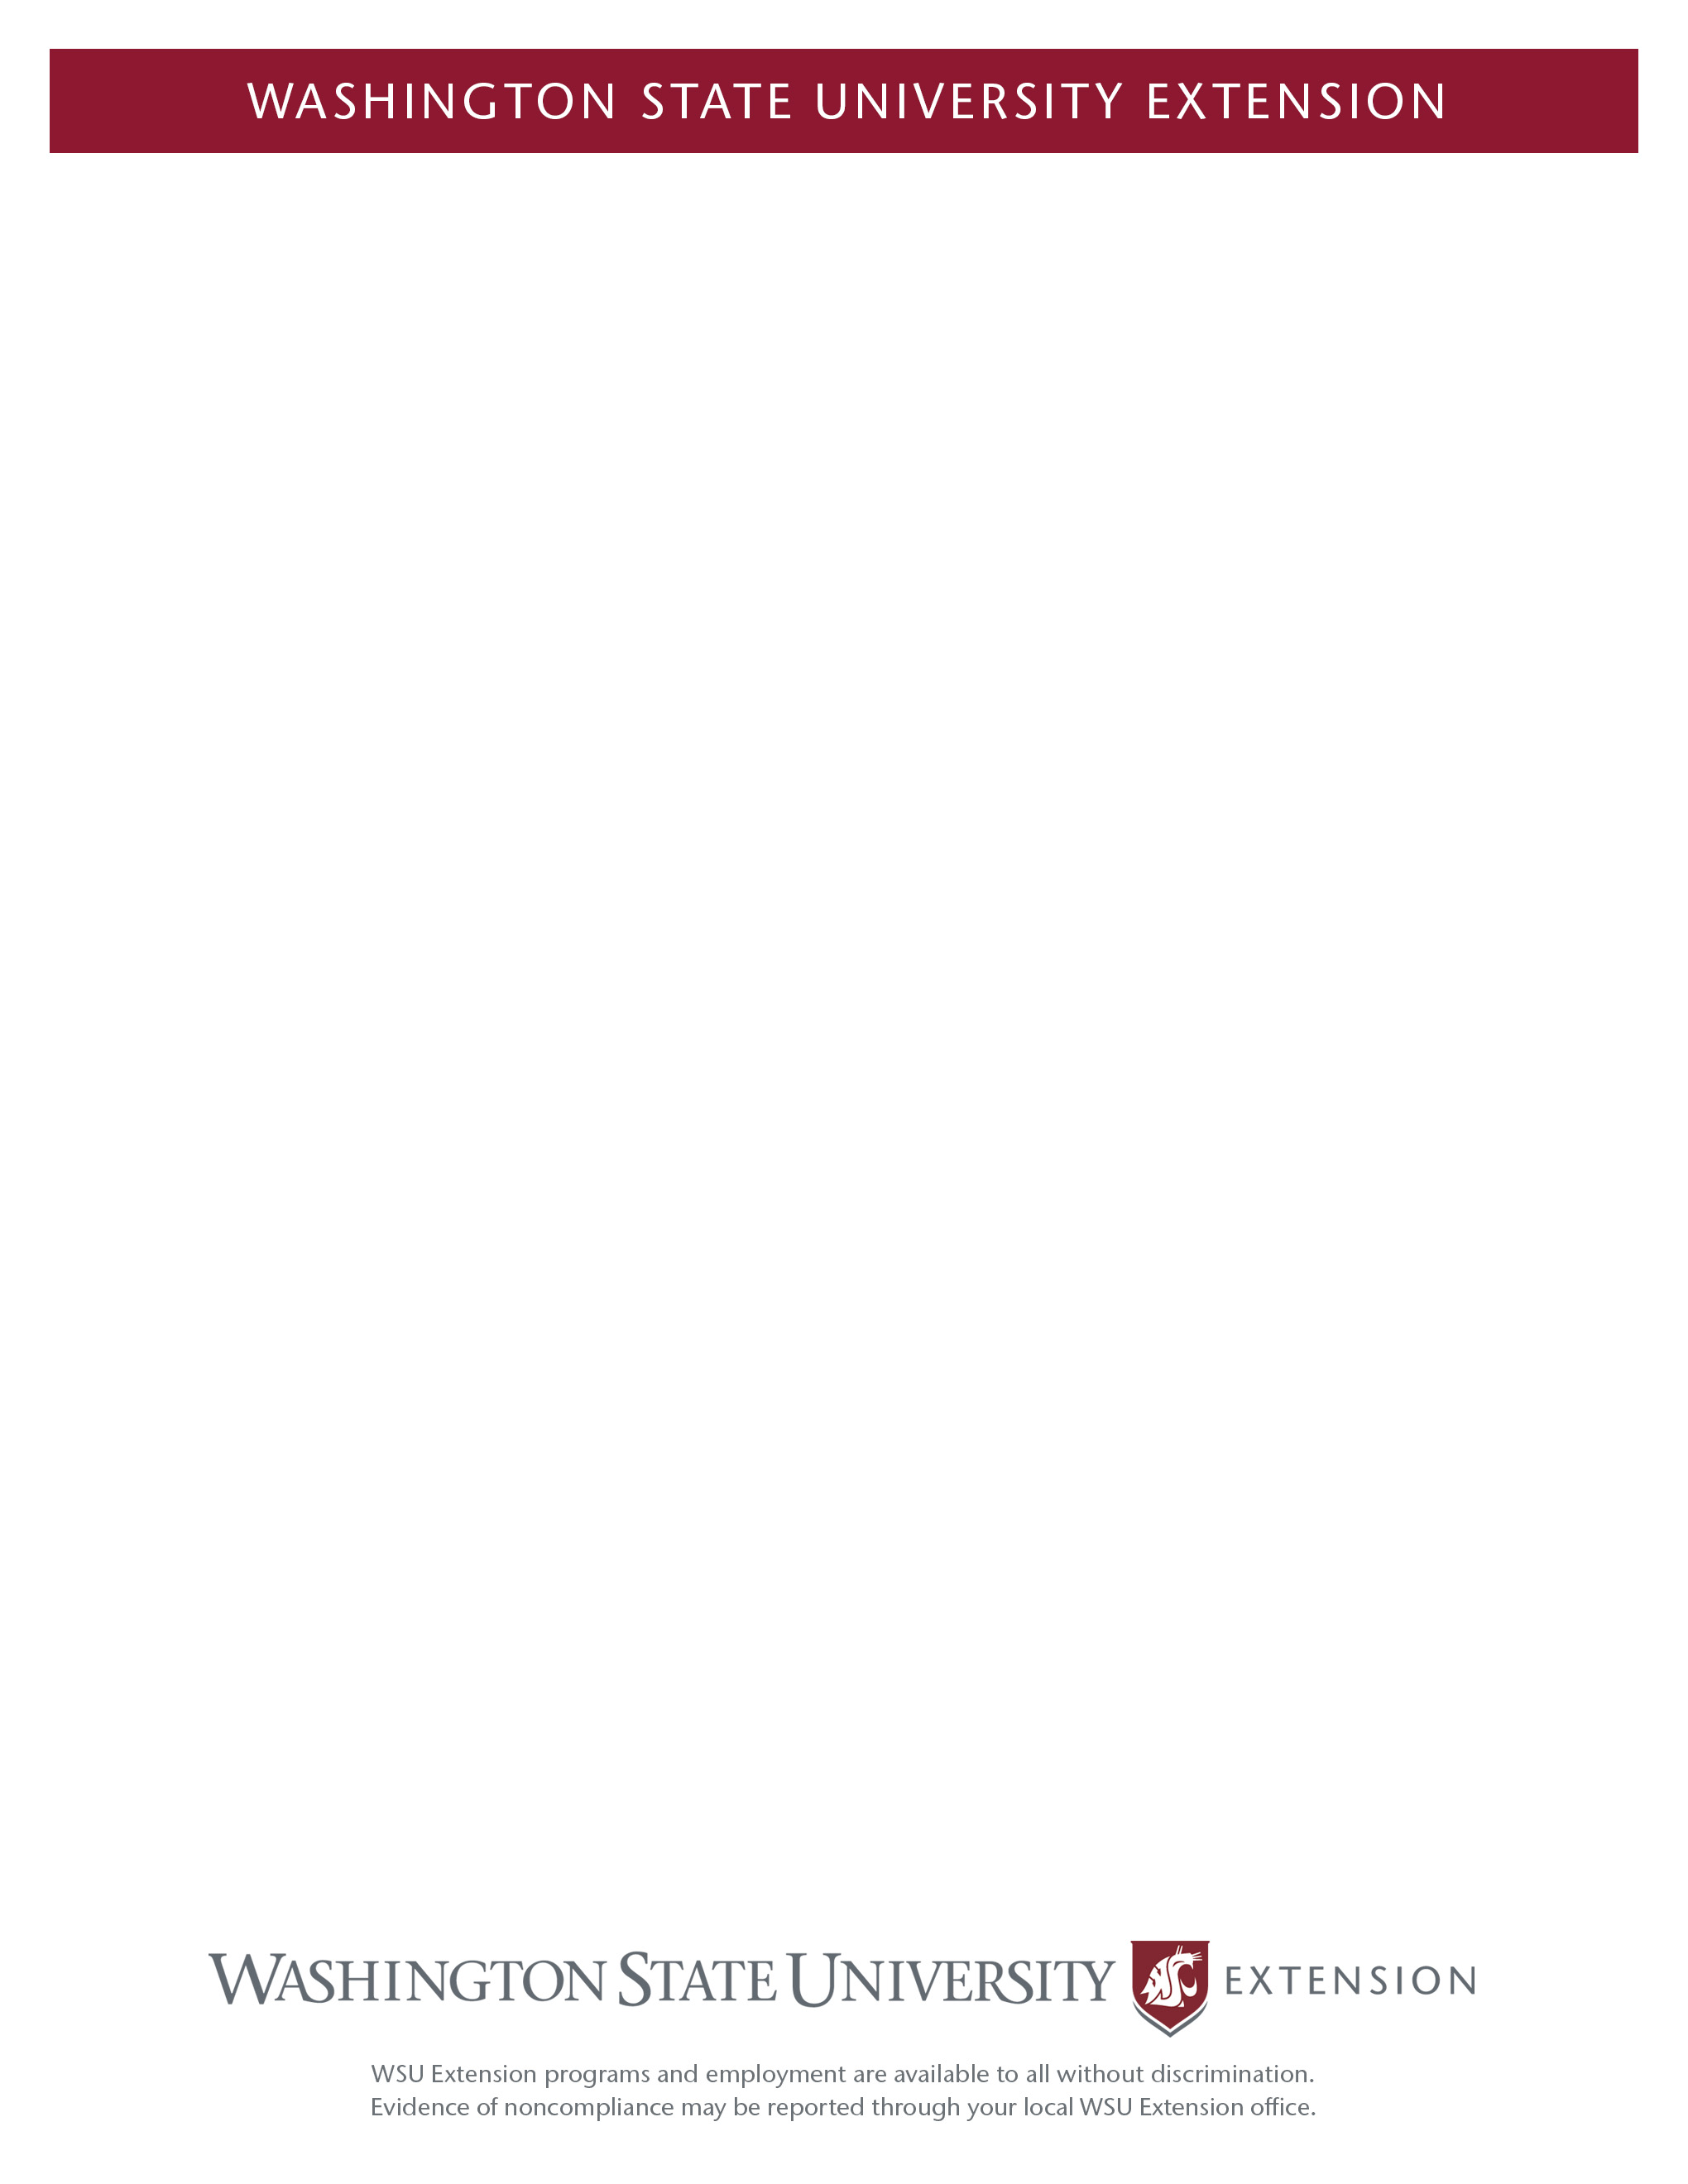 WASHINGTON STATE UNIVERSITY EXTENSION
WASHINGTON STATE UNIVERSITY EXTENSION
WSU Extension programs and employment are available to all without discrimination.
Evidence of noncompliance may be reported through your local WSU Extension office.